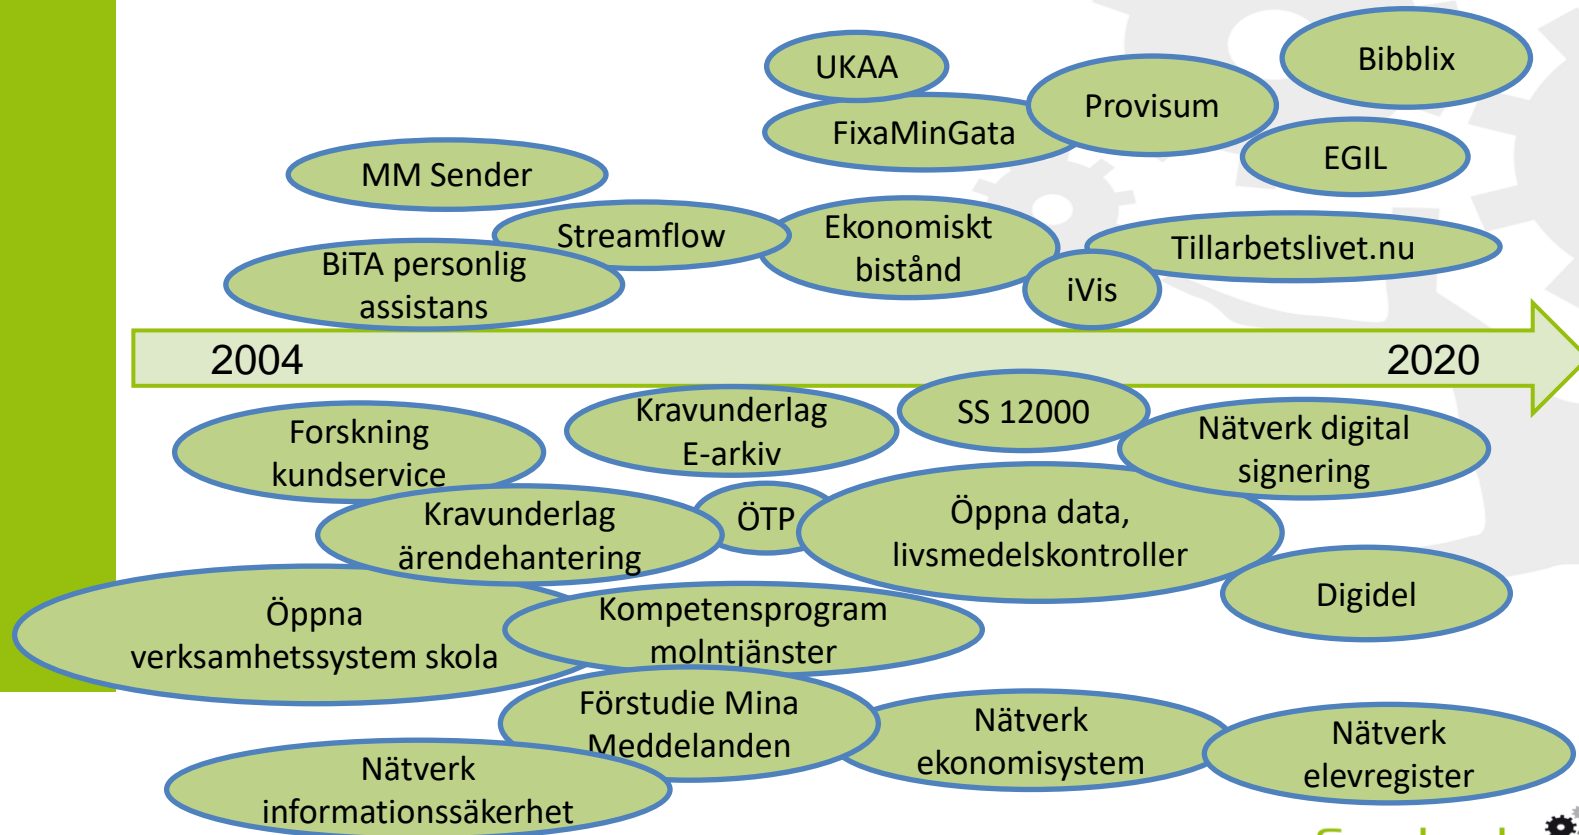 UKAA
Bibblix
Provisum
FixaMinGata
EGIL
MM Sender
Streamflow
Ekonomiskt
bistånd
Tillarbetslivet.nu
BiTA personlig
assistans
iVis
2004
2020
Forskning
kundservice
Kravunderlag
E-arkiv
SS 12000
Nätverk digital
signering
Kravunderlag
ärendehantering
ÖTP
Öppna data,
livsmedelskontroller
Digidel
Öppna
verksamhetssystem skola
Kompetensprogram
molntjänster
Förstudie Mina
Meddelanden
Nätverk
ekonomisystem
Nätverk
elevregister
Nätverk
informationssäkerhet